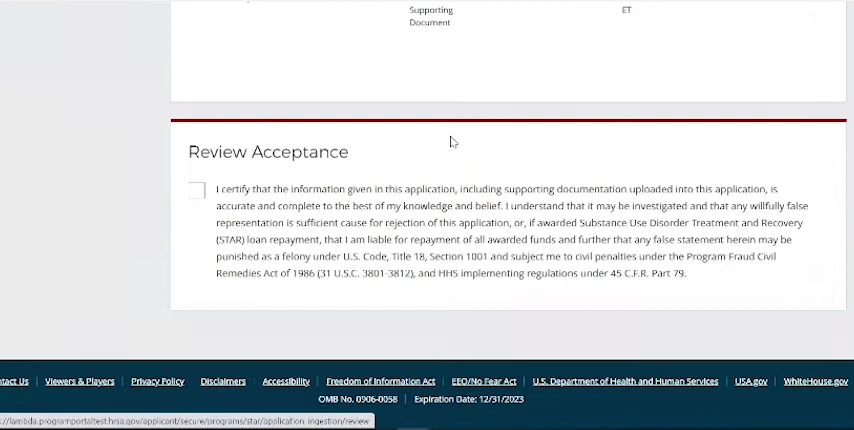 Supporting ET
Document
Review Acceptance
I certify that the information given in this application, including supporting documentation uploaded into this application, is
accurate and complete to the best of my knowledge and belief. I understand that it may be investigated and that any willfully false
representation is sufficient cause for rejection of this application, or, if awarded Substance Use Disorder Treatment and Recovery
(STAR) loan repayment, that I am liable for repayment of all awarded funds and further that any false statement herein may be
punished as a felony under U.S. Code, Title 18, Section 1001 and subject me to civil penalties under the Program Fraud Civil
Remedies Act of 1986 (31 U.S.C. 3801-3812), and HHS implementing regulations under 45 C.F.R. Part 79.
tact Us | Viewers & Players | Privacy Policy | Disclaimers | Accessibility | Freedom of Information Act | EEO/No Fear Act | U.S. Department of Health and Human Services | USA.gov | WhiteHouse.gov
OMB No. 0906-0058 | Expiration Date: 12/31/2023
://lambda.programportaltest.hrsa.gov/applicant/secure/programs/star/application-ingestion/review